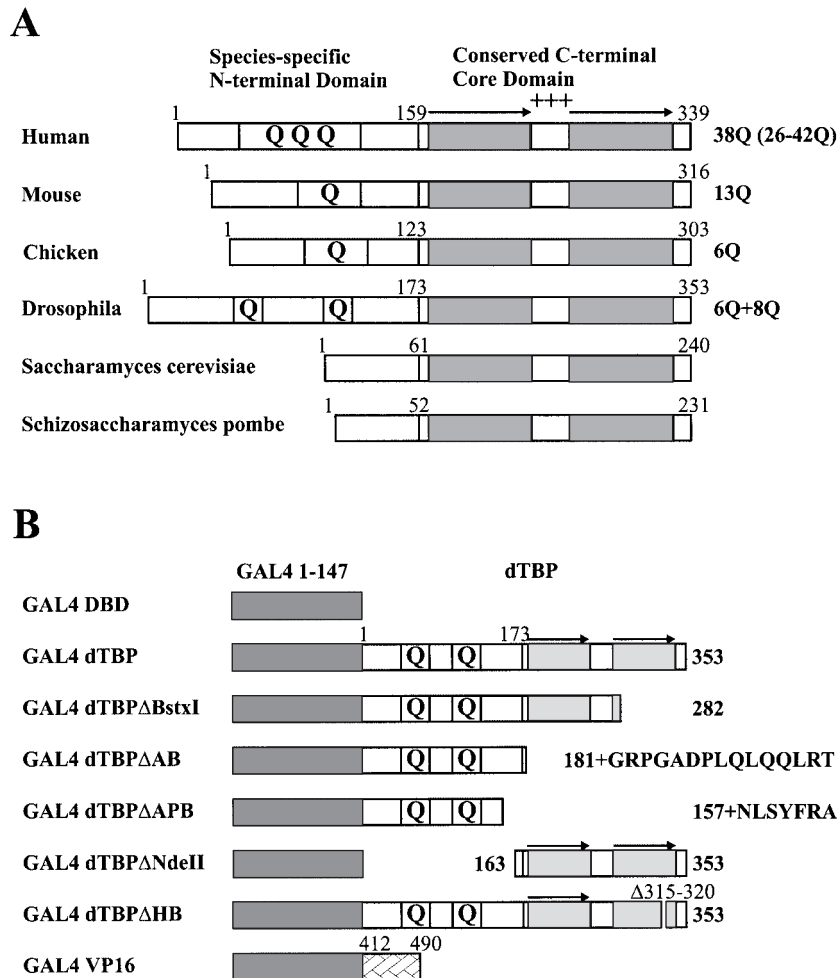 A
Species-specific
N-terminal Domain
Conserved C-terminal
Core Domain
+++
1 159 339
Human Q Q Q 38Q (26-42Q)
1 316
Mouse Q 13Q
1 123 303
Chicken Q 6Q
1 173 353
Drosophila Q Q 6Q+8Q
1 61 240
Saccharamyces cerevisiae
1 52 231
Schizosaccharamyces pombe
B
GAL4 1-147 dTBP
GAL4 DBD
1 173
GAL4 dTBP Q Q 353
GAL4 dTBPΔBstxI Q Q 282
GAL4 dTBPΔAB Q Q 181+GRPGADPLQLQQLRT
GAL4 dTBPΔAPB Q Q 157+NLSYFRA
GAL4 dTBPΔNdeII 163 353
Δ315-320
GAL4 dTBPΔHB Q Q 353
412 490
GAL4 VP16